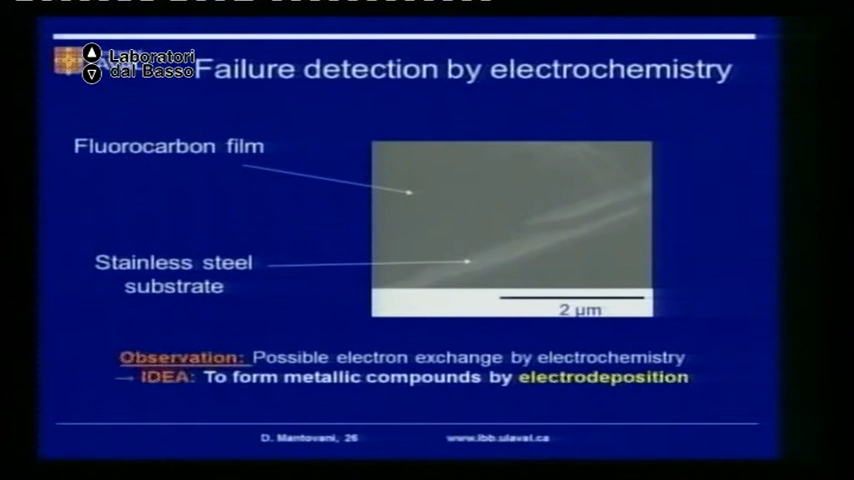 Laboratori
dal Basso
Failure detection by electrochemistry
Fluorocarbon film
Stainless steel
substrate
2 µm
Observation: Possible electron exchange by electrochemistry
→ IDEA: To form metallic compounds by electrodeposition
D. Mantovani, 26
www.lbb.ulaval.ca